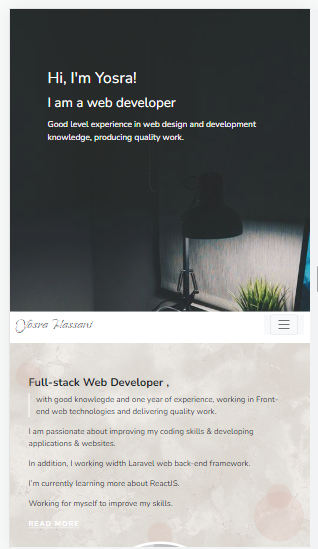 Hi, I'm Yosra!
I am a web developer
Good level experience in web design and development
knowledge, producing quality work.
Yosra Hassani
Full-stack Web Developer ,
with good knowlegde and one year of experience, working in Front-
end web technologies and delivering quality work.
I am passionate about improving my coding skills & developing
applications & websites.
In addition, I working width Laravel web back-end framework.
I'm currently learning more about ReactJS.
Working for myself to improve my skills.
READ MORE